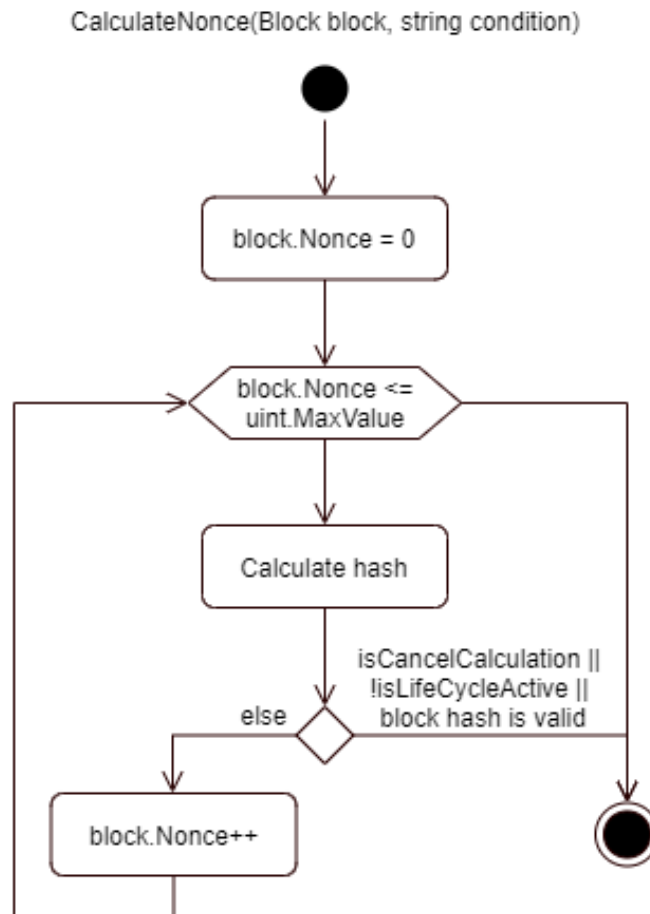 CalculateNonce(Block block, string condition)
block.Nonce = 0
block.Nonce <=
uint.MaxValue
Calculate hash
isCancelCalculation ||
!isLifeCycleActive ||
block hash is valid
else
block.Nonce++